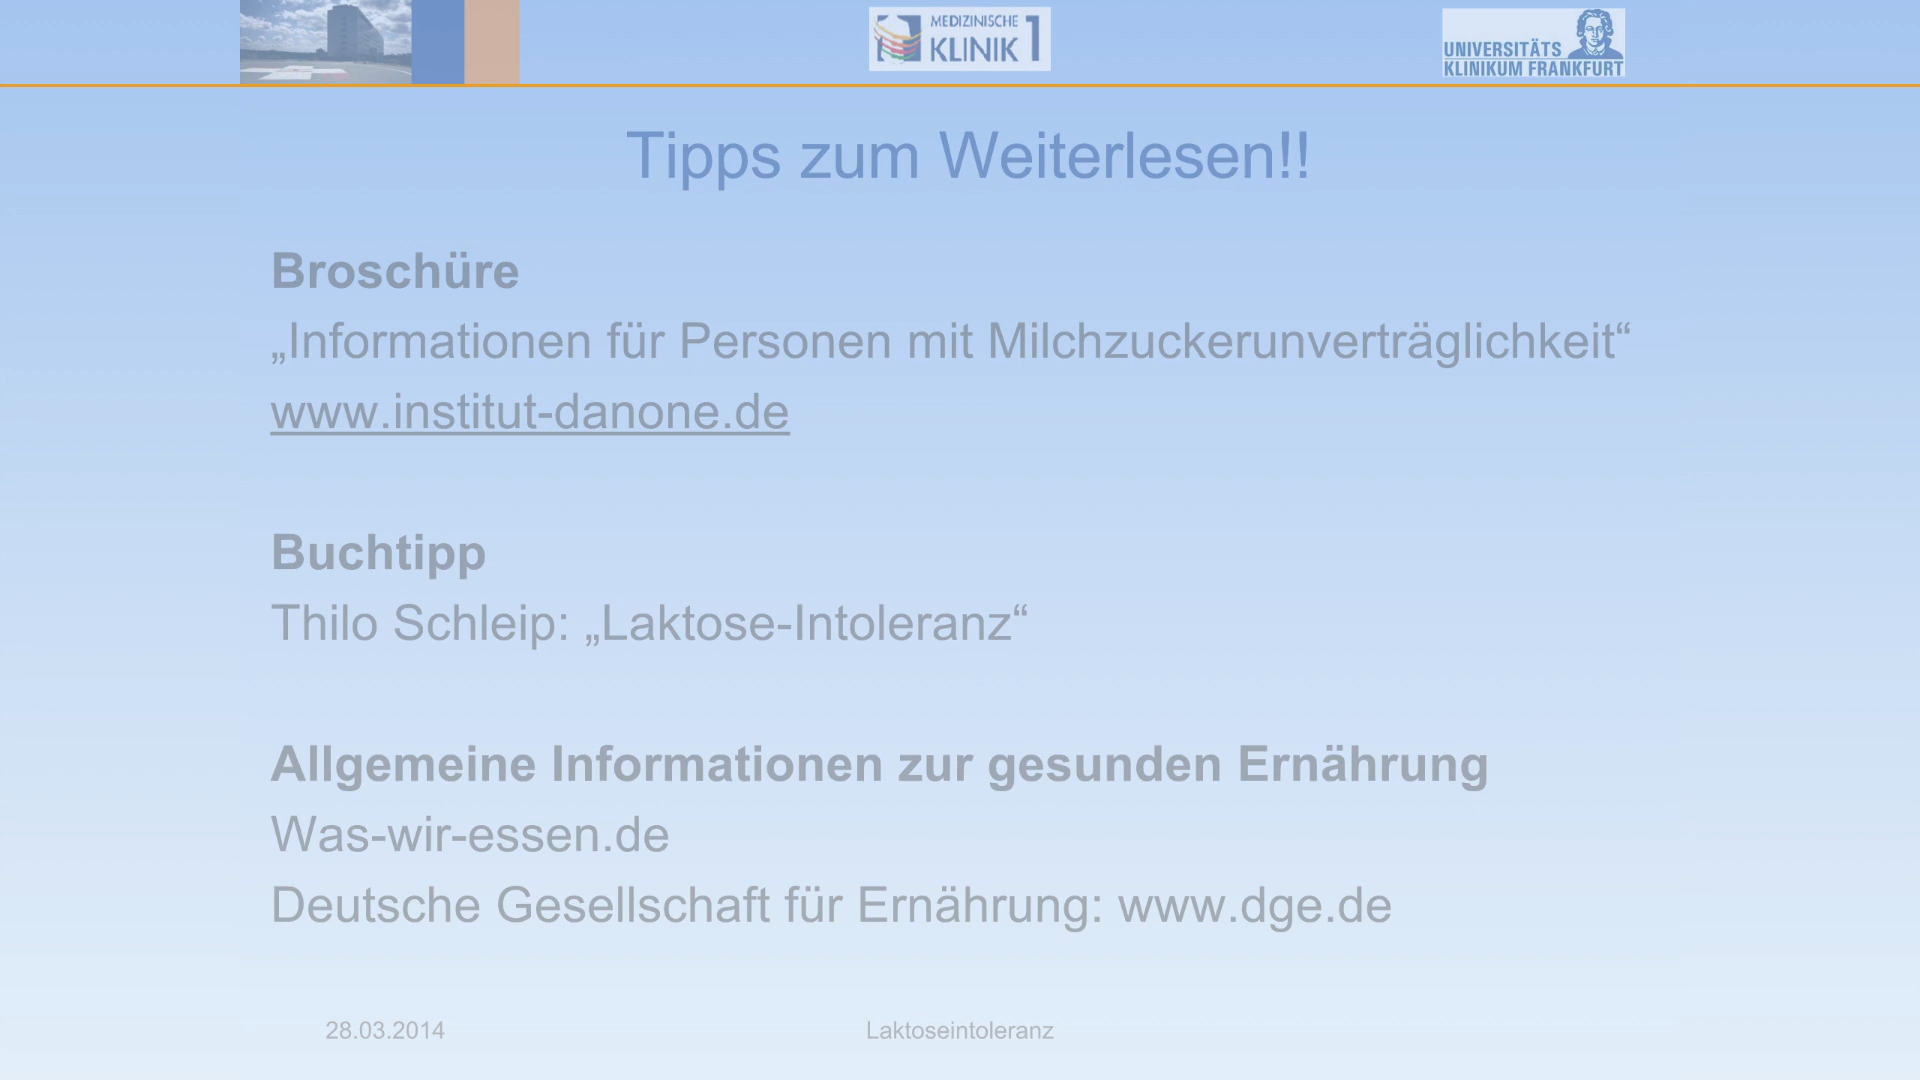 MEDIZINISCHE
KLINIK 1
UNIVERSITÄTS
KLINIKUM FRANKFURT
Tipps zum Weiterlesen!!
Broschüre
„Informationen für Personen mit Milchzuckerunverträglichkeit“
www.institut-danone.de
Buchtipp
Thilo Schleip: „Laktose-Intoleranz“
Allgemeine Informationen zur gesunden Ernährung
Was-wir-essen.de
Deutsche Gesellschaft für Ernährung: www.dge.de
28.03.2014
Laktoseintoleranz